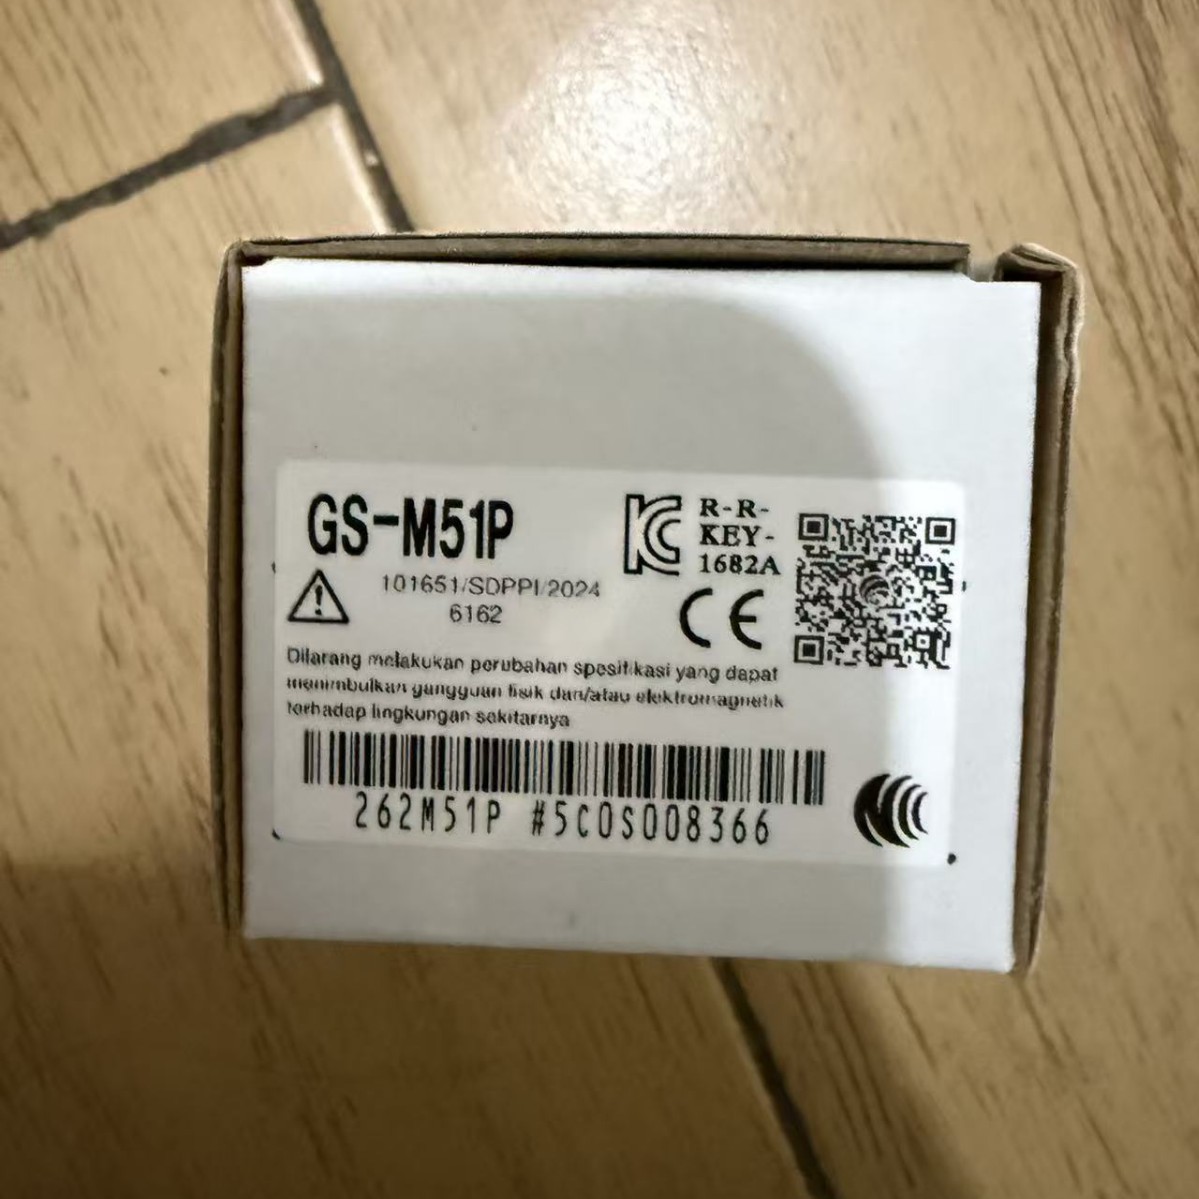 GS-M51P
R-R-
KEY-
1682A
101651/SDPPI/2024
6162
CE
Dilarang melakukan perubahan spesifikasi yang dapat
menimbulkan gangguan fisik dan/atau elektromagnetik
terhadap lingkungan sekitarnya
262M51P #5C0S008366